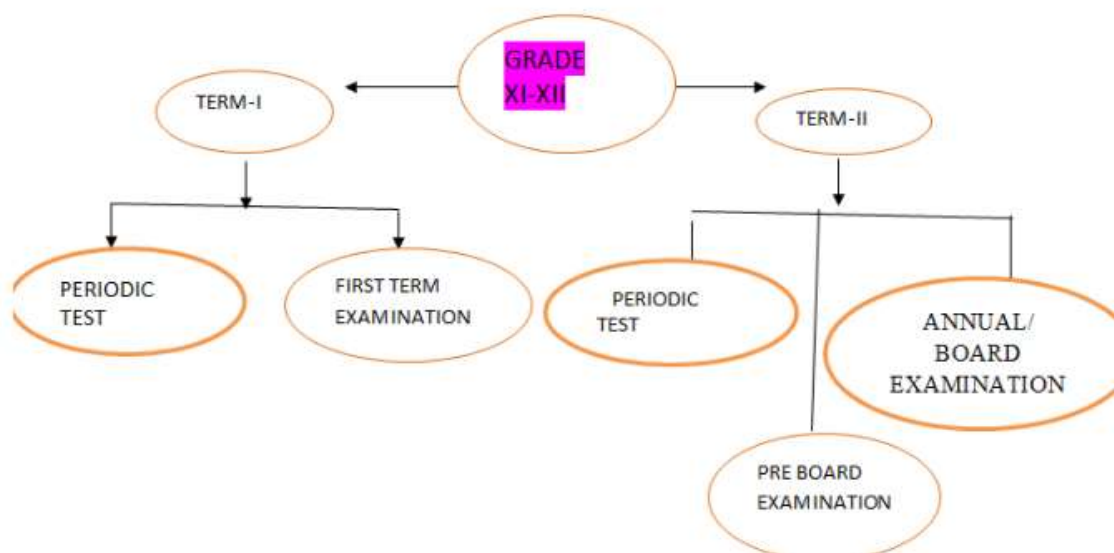 GRADE
XI-XII
TERM-I
TERM-II
PERIODIC
TEST
FIRST TERM
EXAMINATION
PERIODIC
TEST
ANNUAL/
BOARD
EXAMINATION
PRE BOARD
EXAMINATION